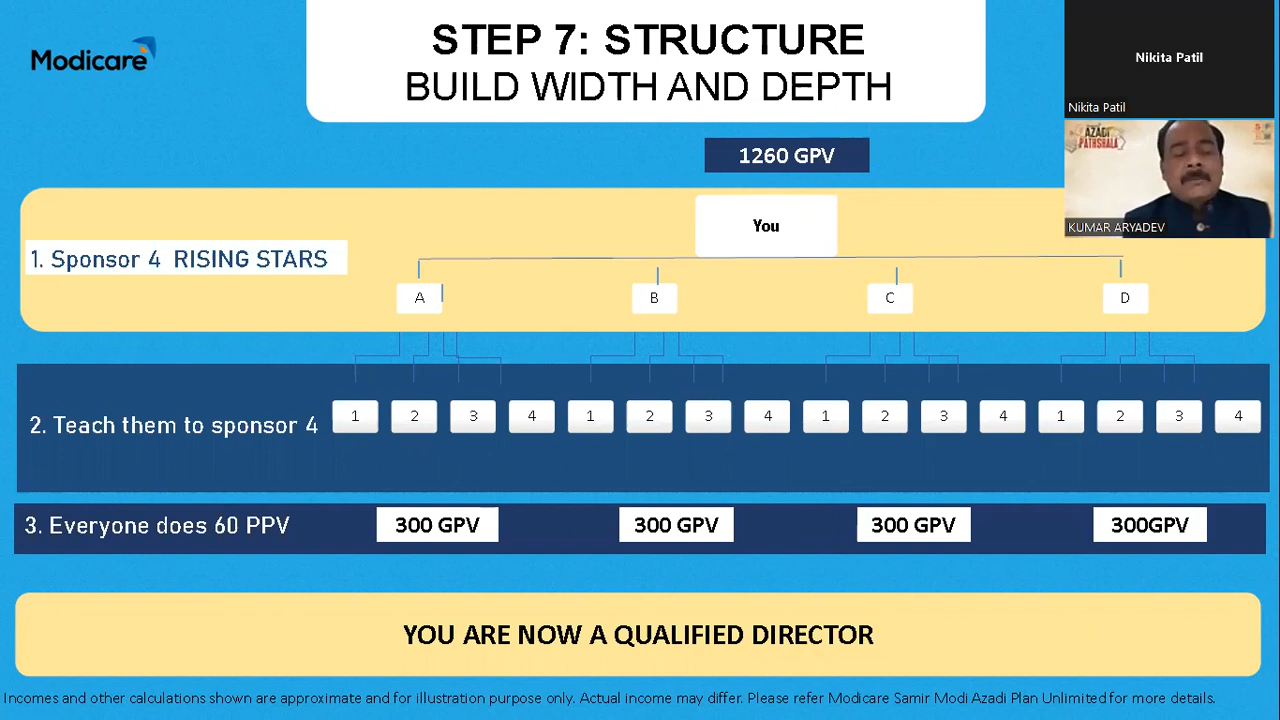 Modicare
STEP 7: STRUCTURE
BUILD WIDTH AND DEPTH
Nikita Patil
Nikita Patil
AZADI
PATHSHALA
KUMAR ARYADEV
1260 GPV
You
1. Sponsor 4 RISING STARS
A B C D
2. Teach them to sponsor 4
1 2 3 4 1 2 3 4 1 2 3 4 1 2 3 4
3. Everyone does 60 PPV
300 GPV 300 GPV 300 GPV 300GPV
YOU ARE NOW A QUALIFIED DIRECTOR
Incomes and other calculations shown are approximate and for illustration purpose only. Actual income may differ. Please refer Modicare Samir Modi Azadi Plan Unlimited for more details.